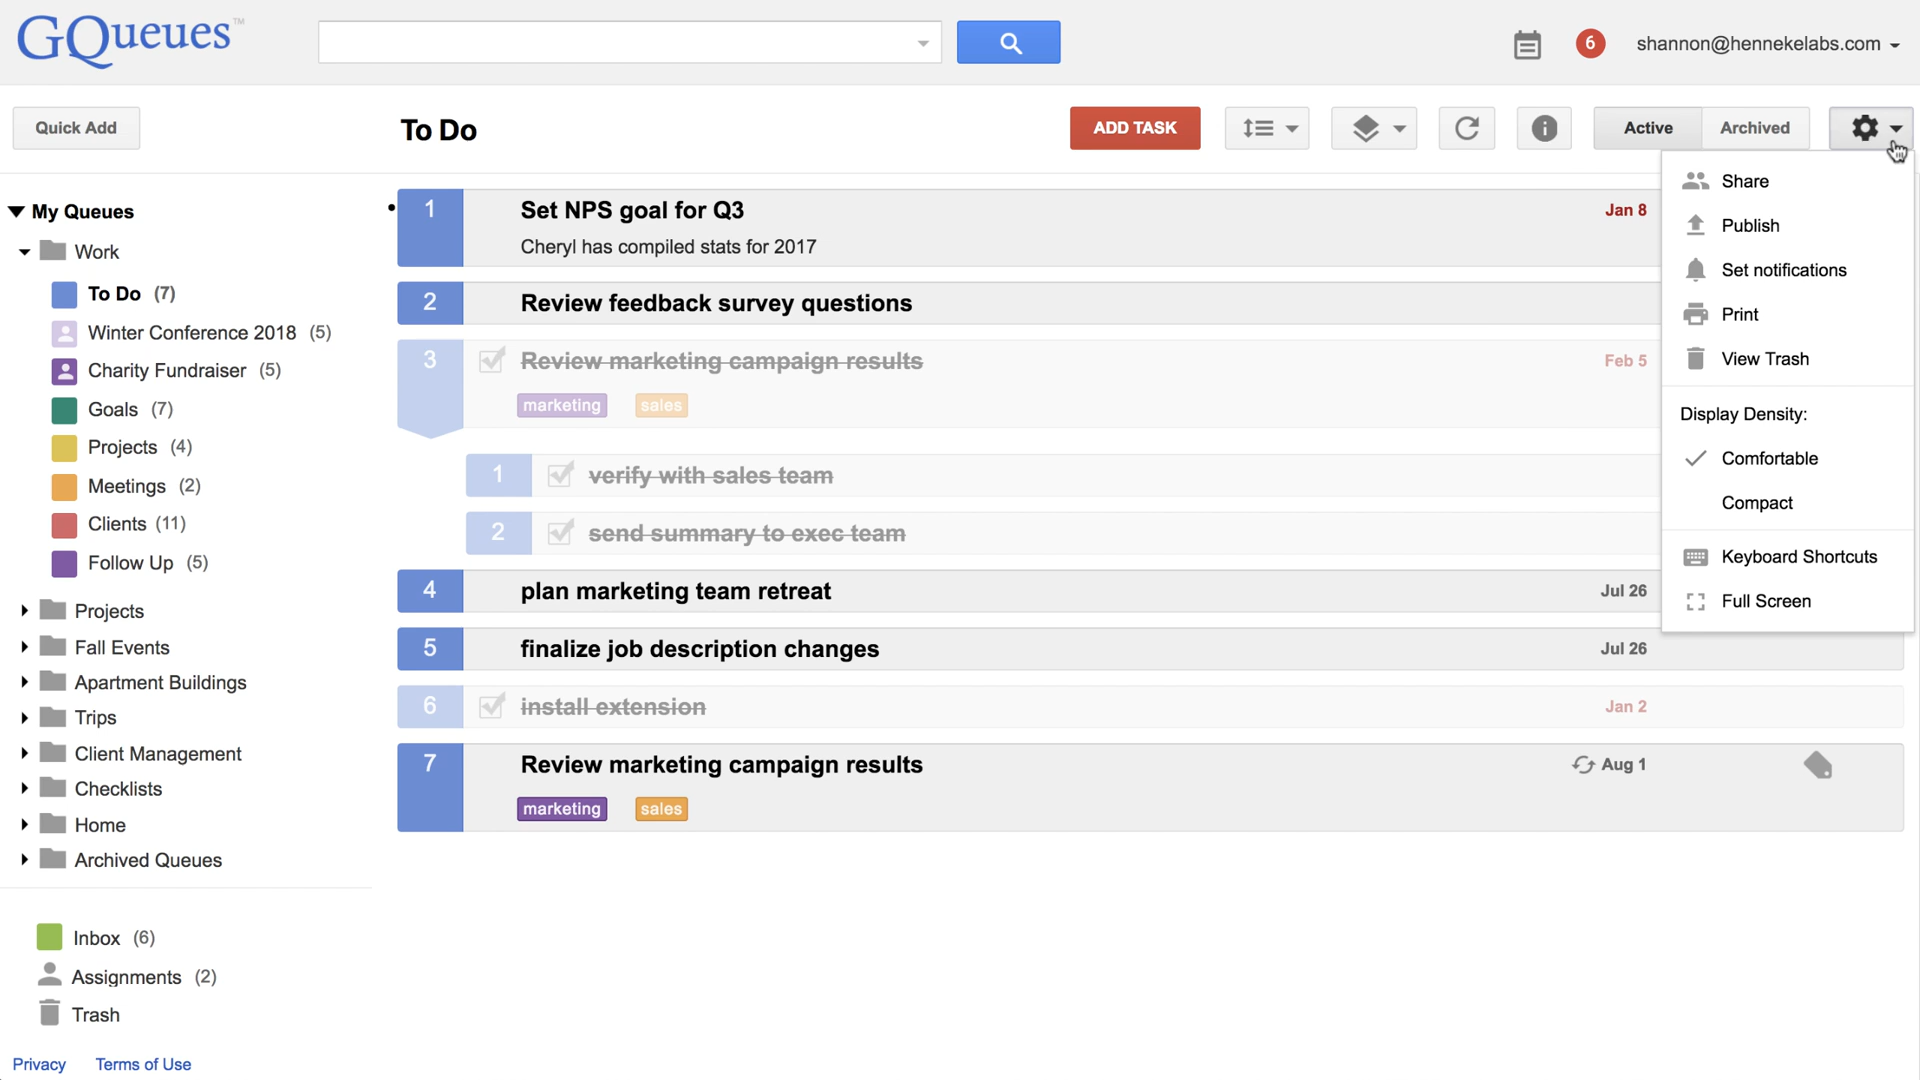 GQueues™
6
shannon@hennekelabs.com
Quick Add
To Do
ADD TASK
Active
Archived
My Queues
Work
To Do (7)
Winter Conference 2018 (5)
Charity Fundraiser (5)
Goals (7)
Projects (4)
Meetings (2)
Clients (11)
Follow Up (5)
Projects
Fall Events
Apartment Buildings
Trips
Client Management
Checklists
Home
Archived Queues
Inbox (6)
Assignments (2)
Trash
Privacy Terms of Use
1 Set NPS goal for Q3 Jan 8
Cheryl has compiled stats for 2017
2 Review feedback survey questions
3 Review marketing campaign results Feb 5
marketing sales
1 verify with sales team
2 send summary to exec team
4 plan marketing team retreat Jul 26
5 finalize job description changes Jul 26
6 install extension Jan 2
7 Review marketing campaign results Aug 1
marketing sales
Share
Publish
Set notifications
Print
View Trash
Display Density:
Comfortable
Compact
Keyboard Shortcuts
Full Screen